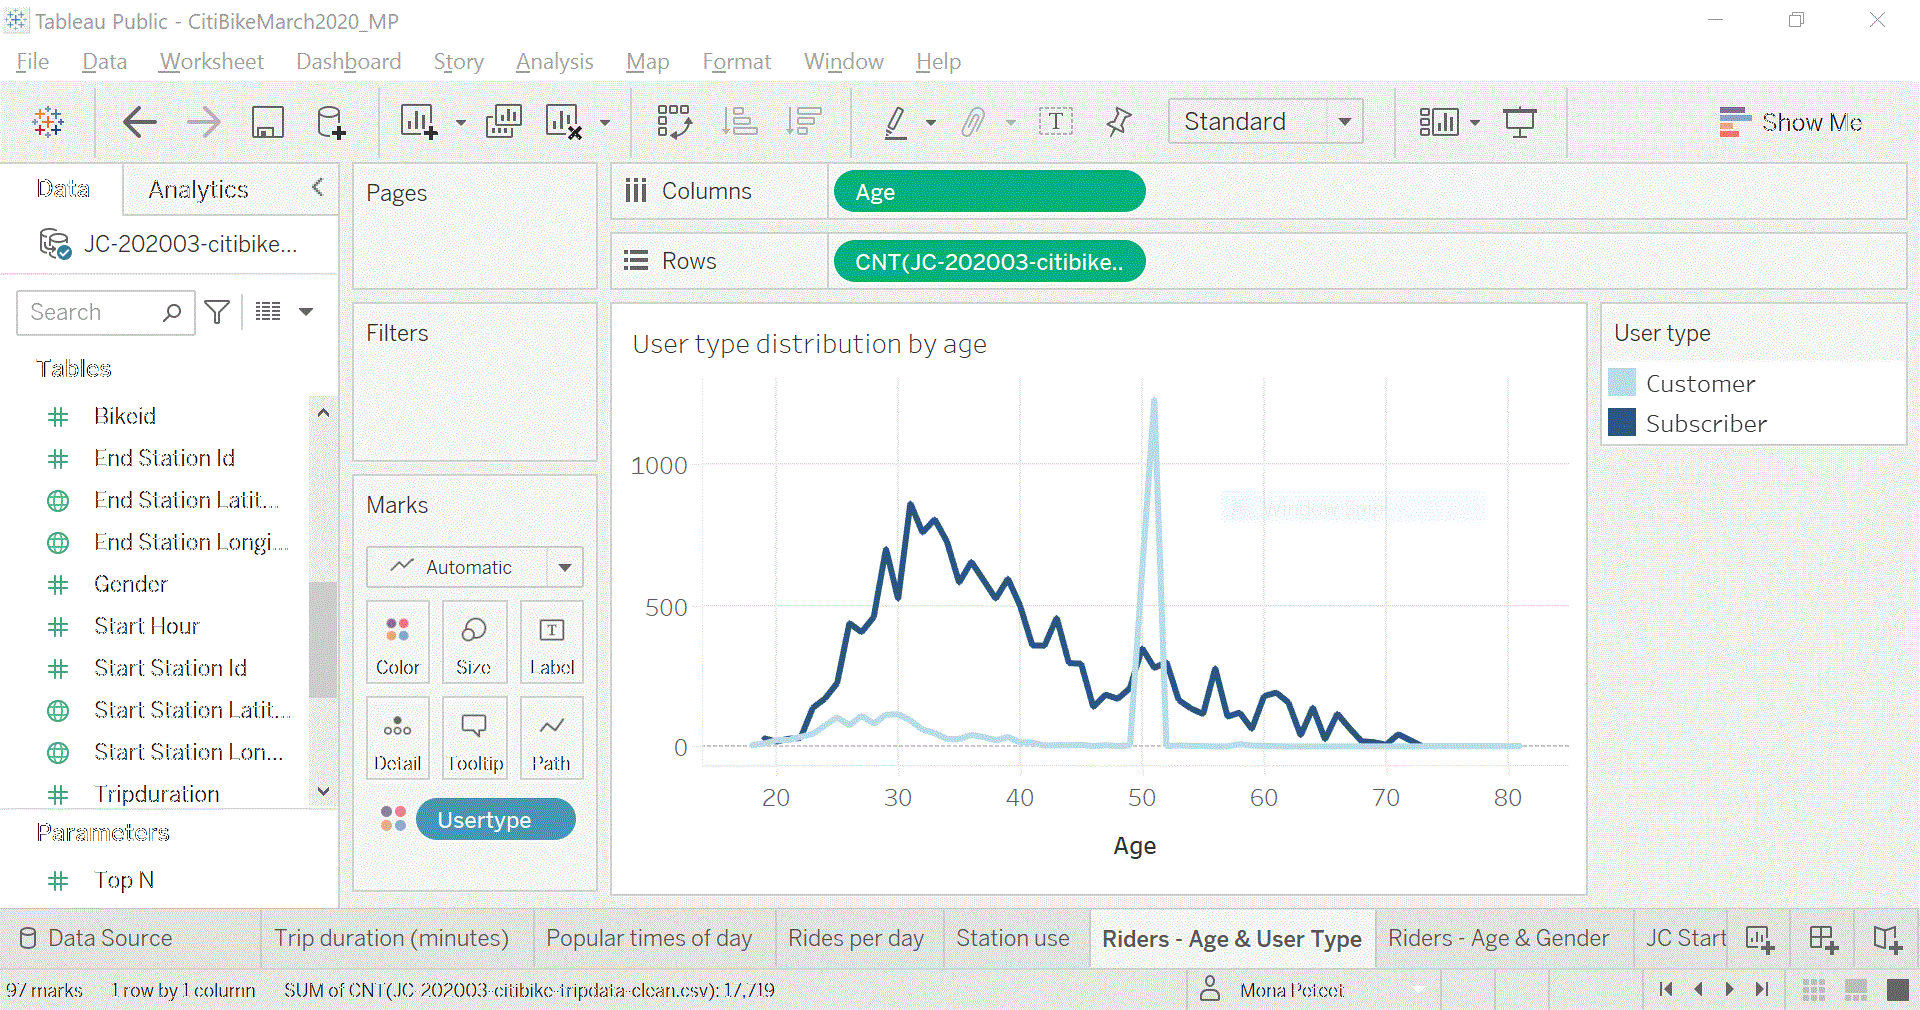 Tableau Public - CitiBikeMarch2020_MP
File Data Worksheet Dashboard Story Analysis Map Format Window Help
Standard
Show Me
Data Analytics
JC-202003-citibike...
Search
Tables
Bikeid
End Station Id
End Station Latit...
End Station Longi...
Gender
Start Hour
Start Station Id
Start Station Latit...
Start Station Lon...
Tripduration
Parameters
Top N
Pages
Filters
Marks
Automatic
Color Size Label
Detail Tooltip Path
Usertype
Columns Age
Rows CNT(JC-202003-citibike..
User type distribution by age
1000
500
0
20 30 40 50 60 70 80
Age
Window Snip
User type
Customer
Subscriber
Data Source Trip duration (minutes) Popular times of day Rides per day Station use Riders - Age & User Type Riders - Age & Gender JC Start
97 marks 1 row by 1 column SUM of CNT(JC-202003-citibike-tripdata-clean.csv): 17,719 Mona Peteet